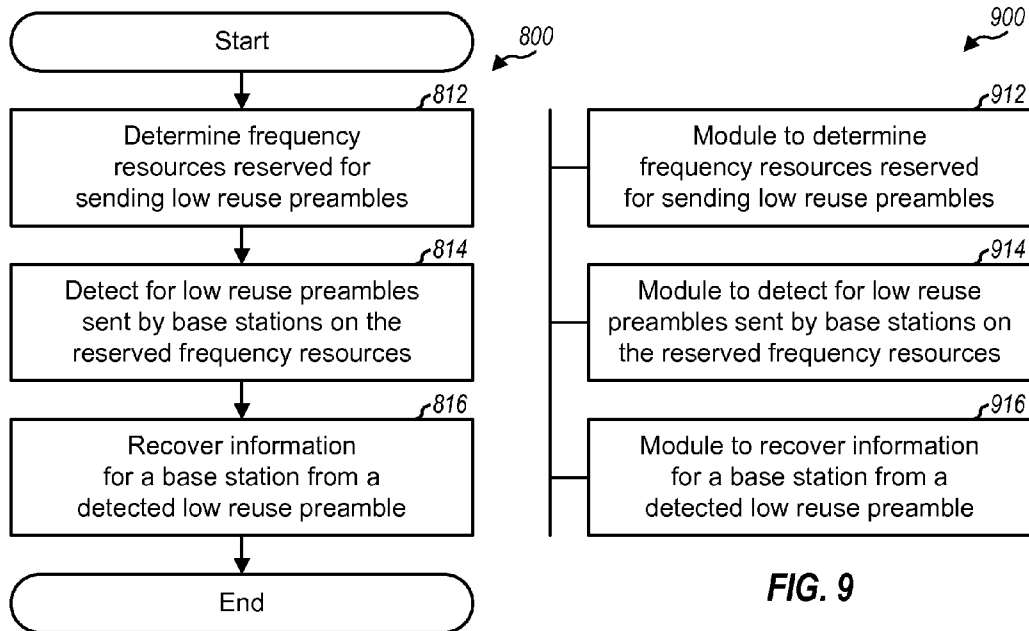 Start
800
812
Determine frequency
resources reserved for
sending low reuse preambles
814
Detect for low reuse preambles
sent by base stations on the
reserved frequency resources
816
Recover information
for a base station from a
detected low reuse preamble
End
900
912
Module to determine
frequency resources reserved
for sending low reuse preambles
914
Module to detect for low reuse
preambles sent by base stations on
the reserved frequency resources
916
Module to recover information
for a base station from a
detected low reuse preamble
FIG. 9